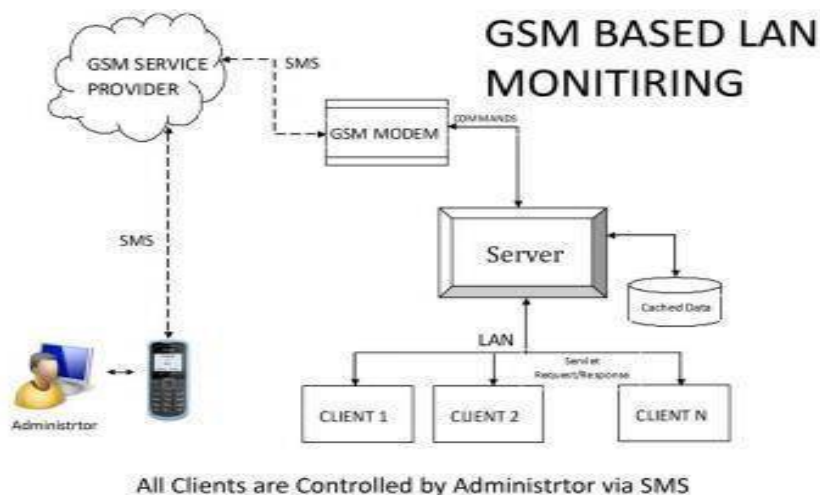 GSM BASED LAN
MONITIRING
GSM SERVICE
PROVIDER
SMS
GSM MODEM
COMMANDS
SMS
Server
Cached Data
LAN
Servlet
Request/Response
Administrtor
CLIENT 1
CLIENT 2
CLIENT N
All Clients are Controlled by Administrtor via SMS